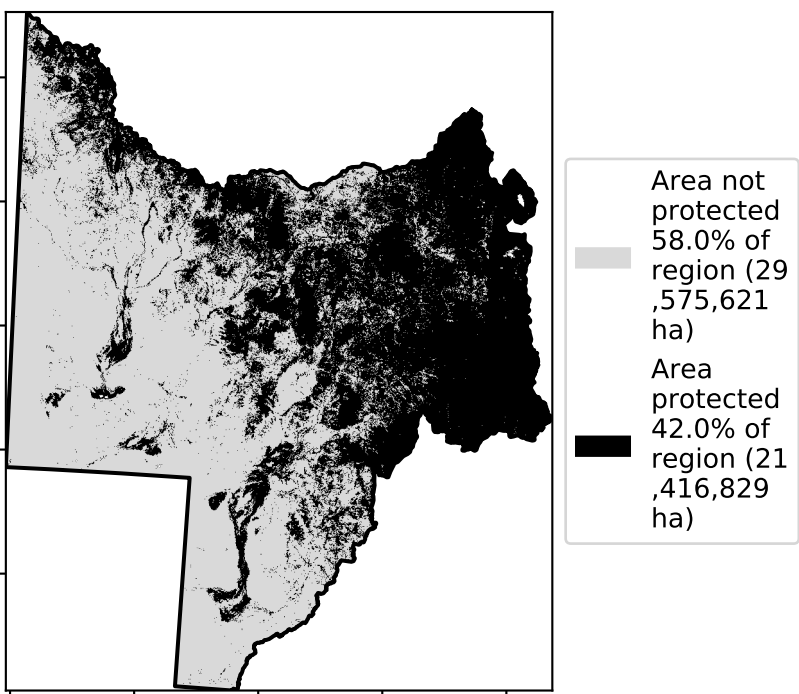 Area not
protected
58.0% of
region (29
,575,621
ha)
Area
protected
42.0% of
region (21
,416,829
ha)